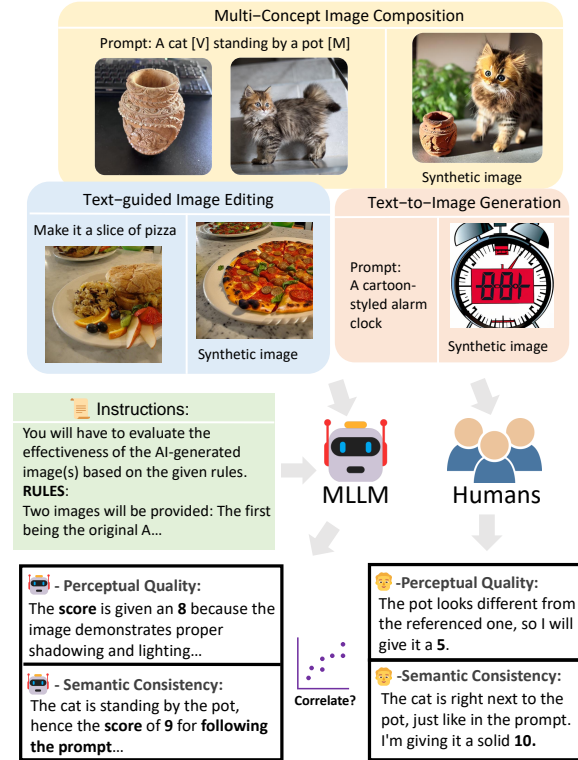 Multi−Concept Image Composition
Prompt: A cat [V] standing by a pot [M]
Synthetic image
Text−guided Image Editing
Make it a slice of pizza
Synthetic image
Text−to−Image Generation
Prompt:
A cartoon-
styled alarm
clock
Synthetic image
Instructions:
You will have to evaluate the
effectiveness of the AI-generated
image(s) based on the given rules.
RULES:
Two images will be provided: The first
being the original A…
MLLM
Humans
- Perceptual Quality:
The score is given an 8 because the
image demonstrates proper
shadowing and lighting…
- Semantic Consistency:
The cat is standing by the pot,
hence the score of 9 for following
the prompt…
Correlate?
-Perceptual Quality:
The pot looks different from
the referenced one, so I will
give it a 5.
-Semantic Consistency:
The cat is right next to the
pot, just like in the prompt.
I'm giving it a solid 10.